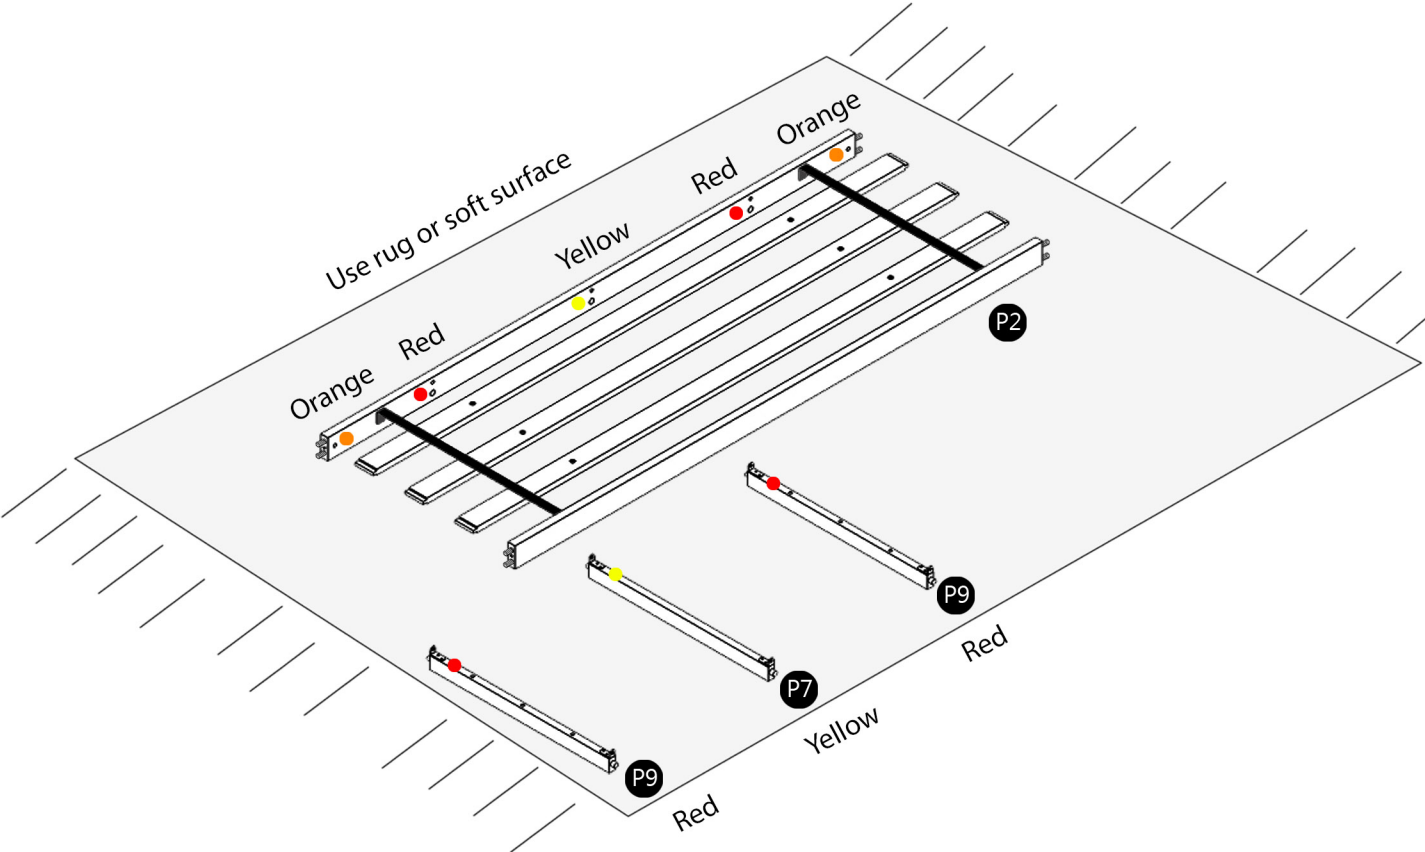 Orange
Red
Use rug or soft surface
Yellow
Red
Orange
P2
P9
Red
P7
Yellow
P9
Red